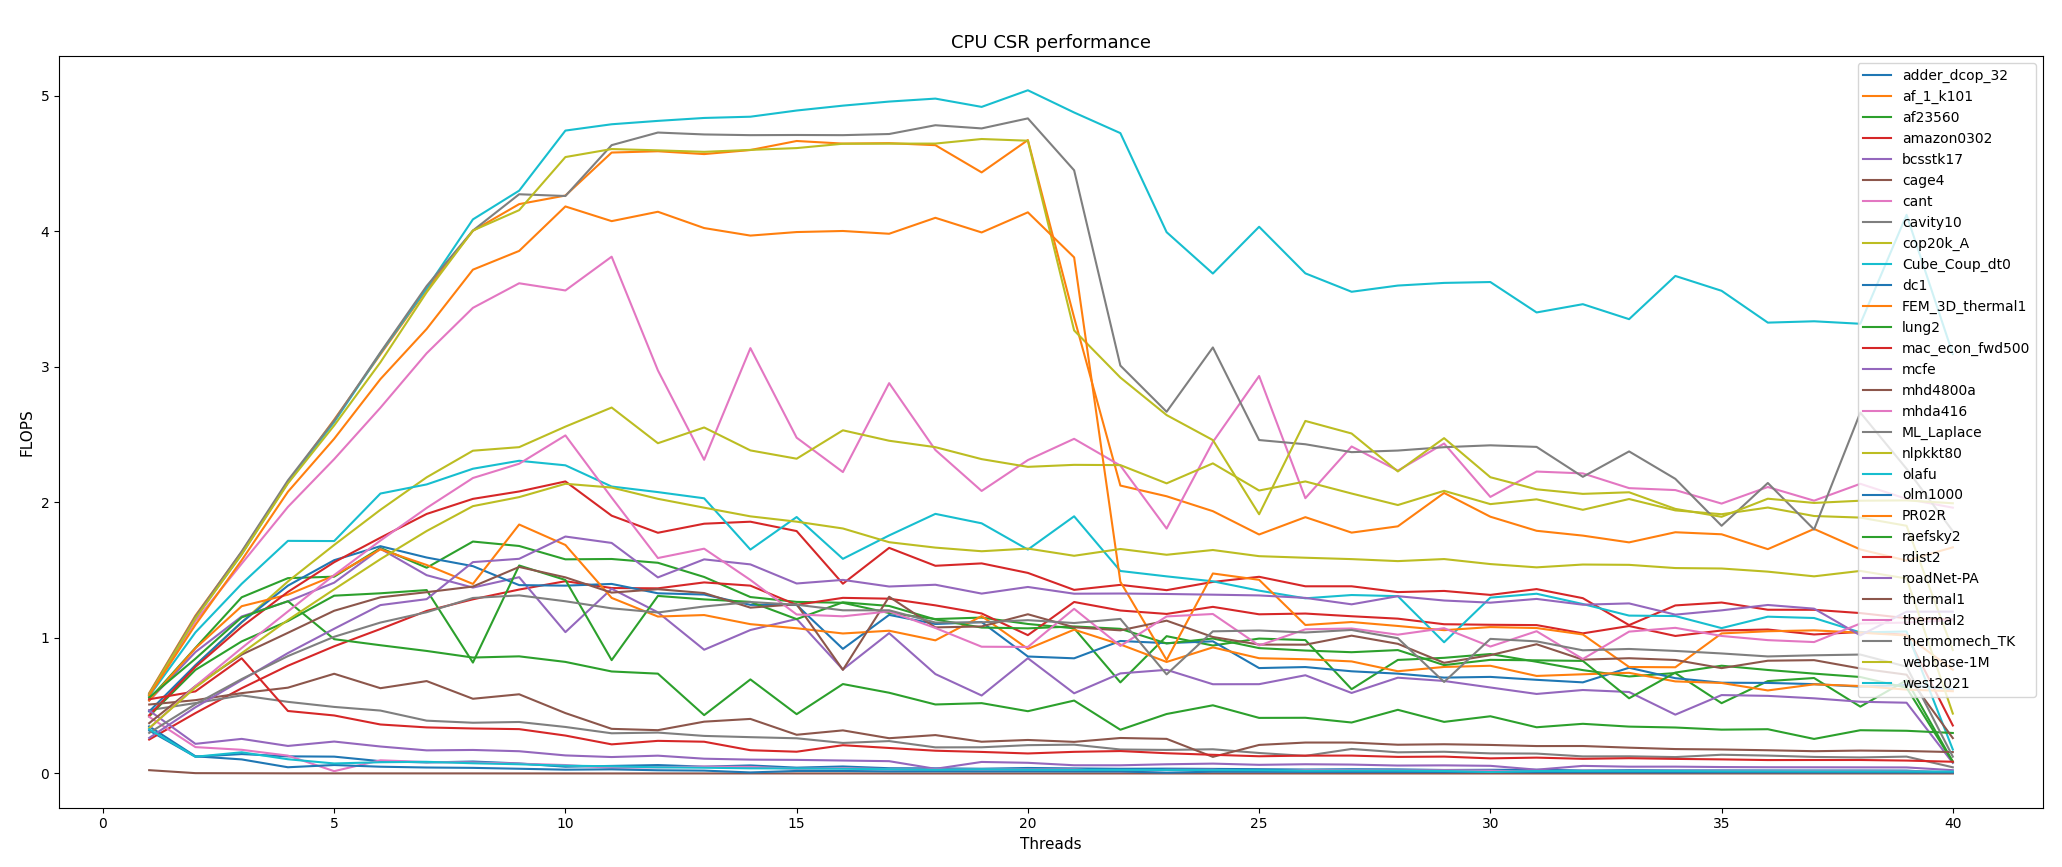 CPU CSR performance
5
4
3
2
1
0
FLOPS
0
5
10
15
20
25
30
35
40
Threads
adder_dcop_32
af_1_k101
af23560
amazon0302
bcsstk17
cage4
cant
cavity10
cop20k_A
Cube_Coup_dt0
dc1
FEM_3D_thermal1
lung2
mac_econ_fwd500
mcfe
mhd4800a
mhda416
ML_Laplace
nlpkkt80
olafu
olm1000
PR02R
raefsky2
rdist2
roadNet-PA
thermal1
thermal2
thermomech_TK
webbase-1M
west2021